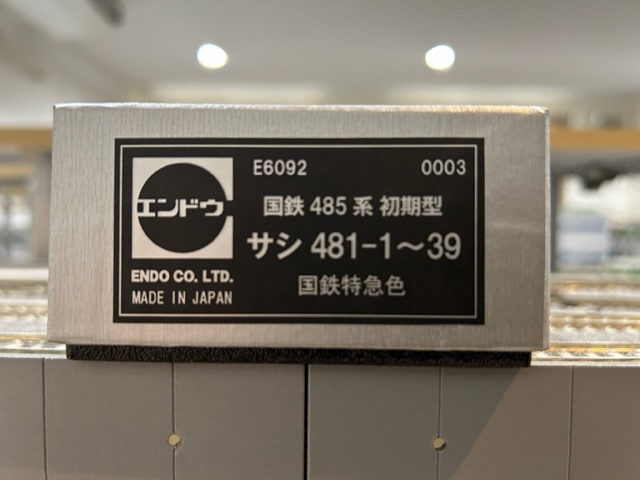 E6092 0003
エンドウ
国鉄 485 系 初期型
サシ 481-1～39
国鉄特急色
ENDO CO. LTD.
MADE IN JAPAN